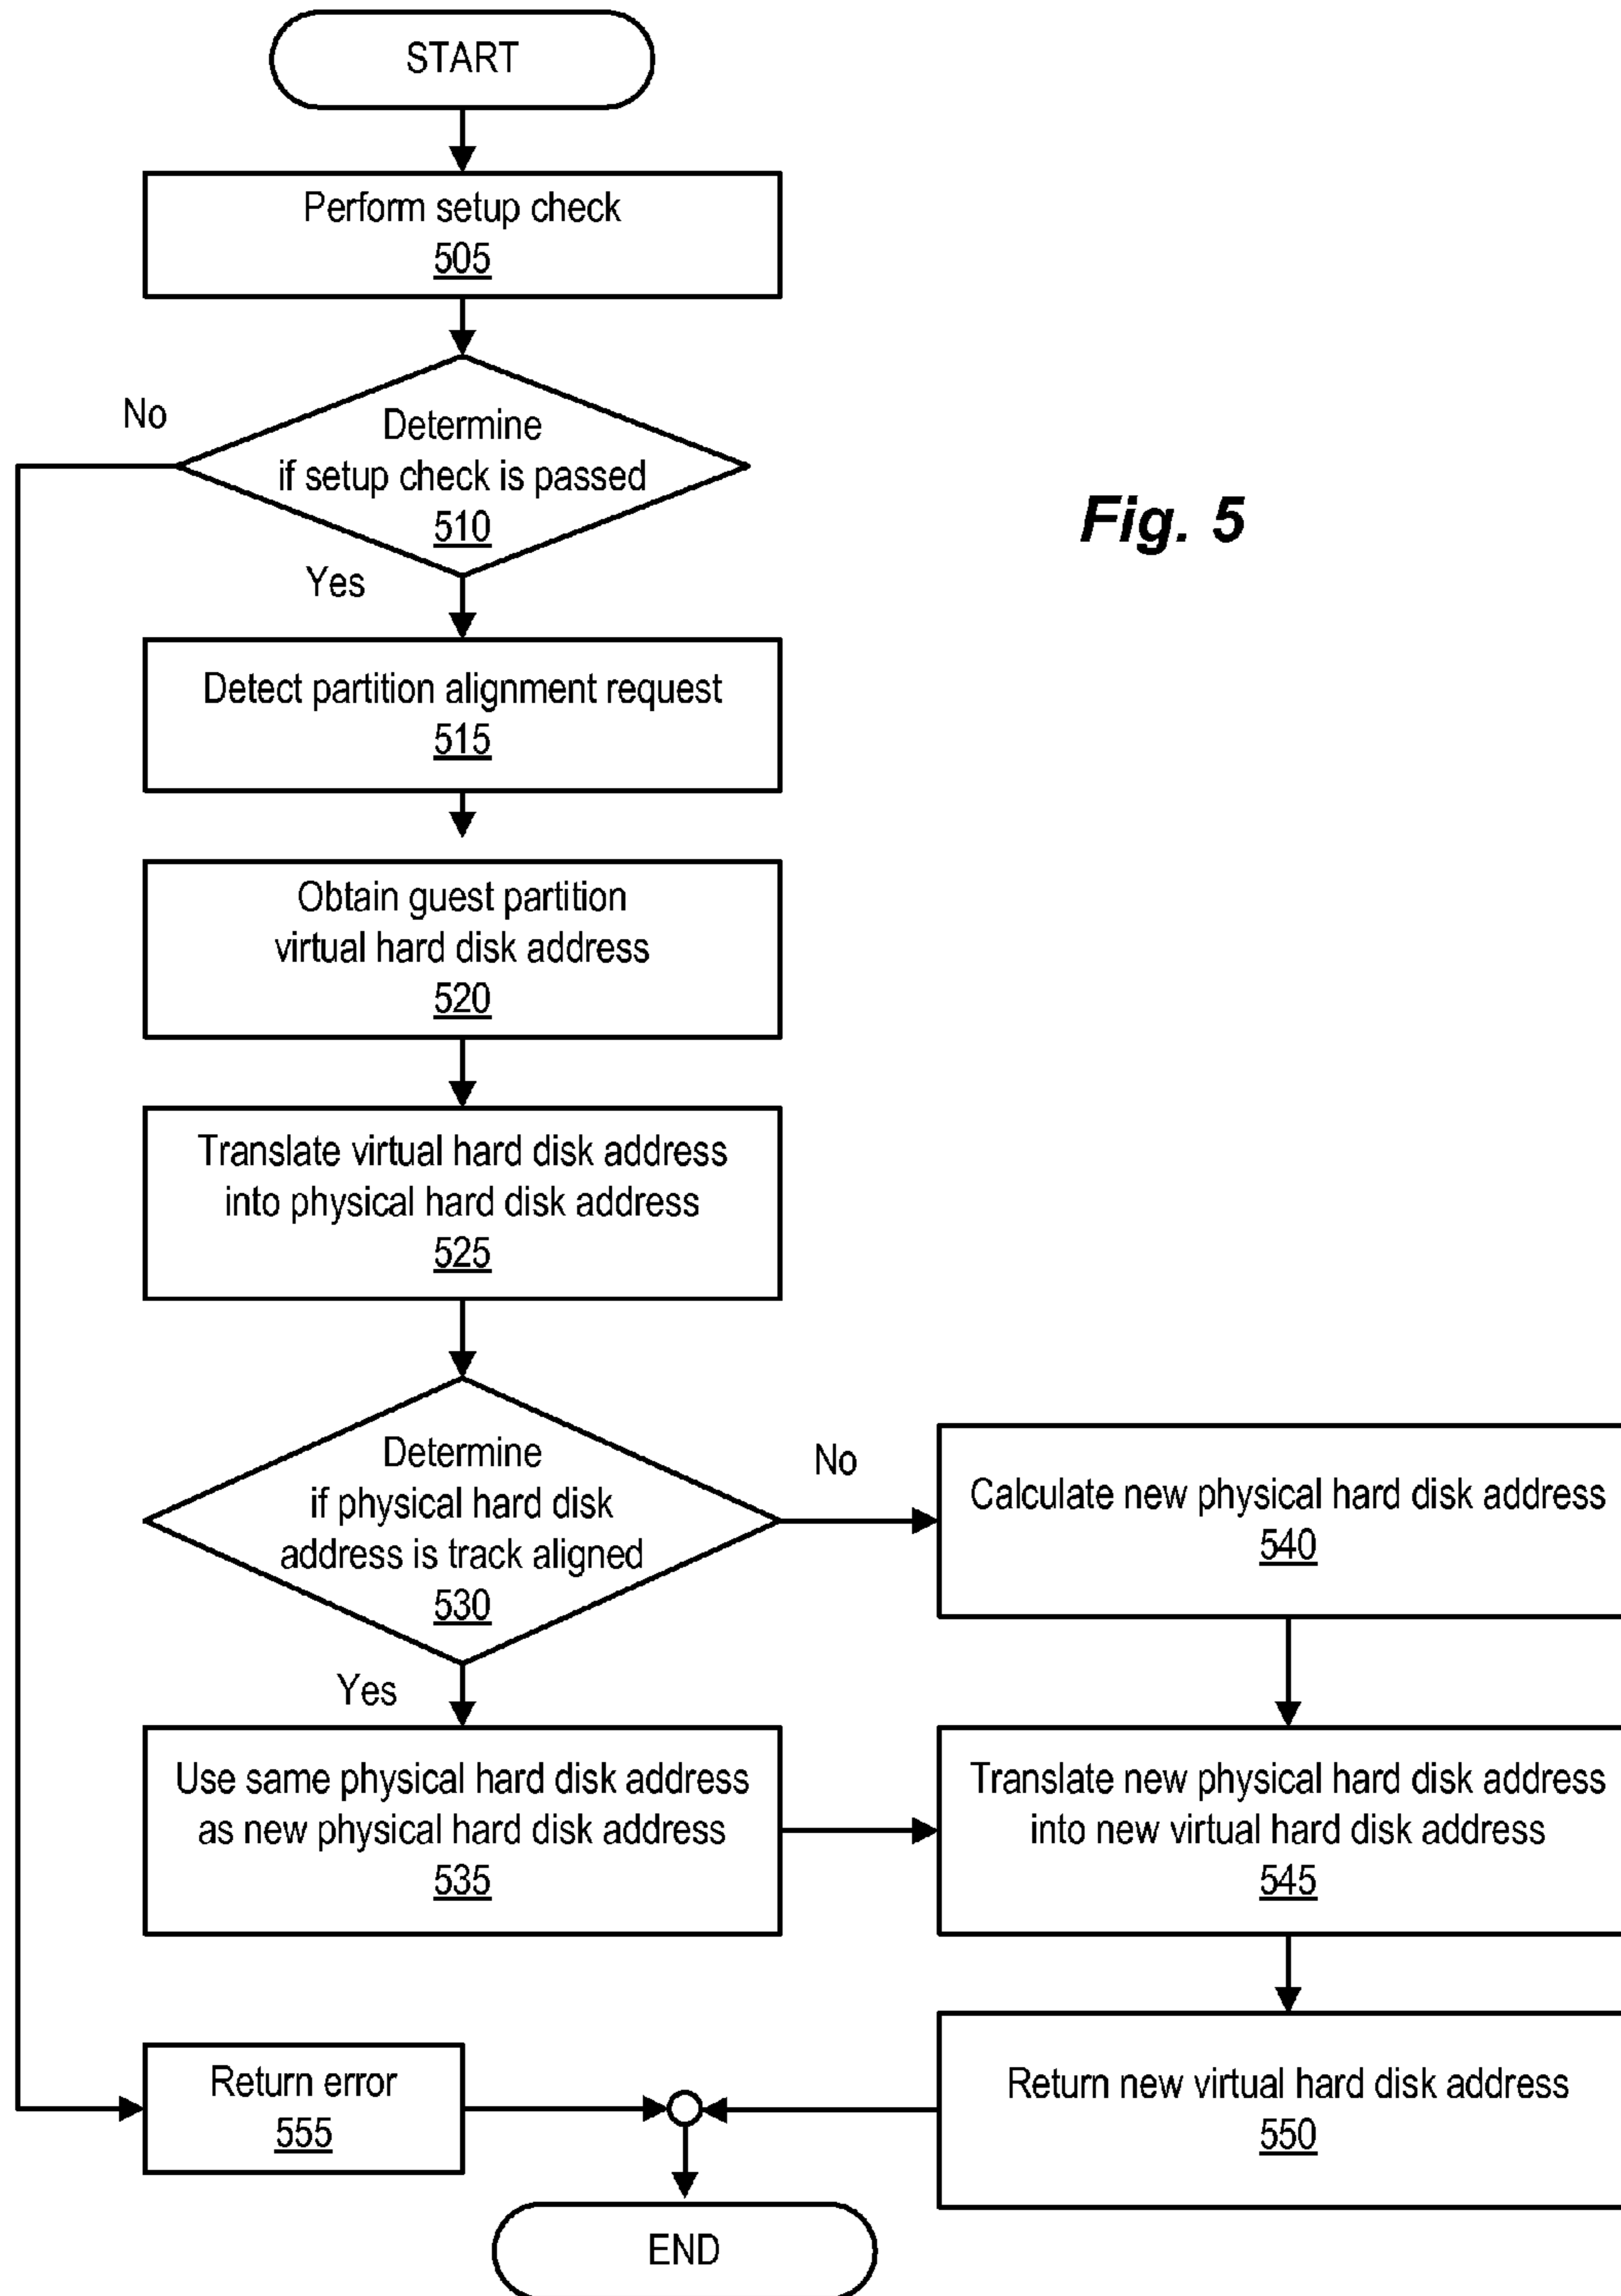 START
Perform setup check
505
No
Determine
if setup check is passed
510
Fig. 5
Yes
Detect partition alignment request
515
Obtain guest partition
virtual hard disk address
520
Translate virtual hard disk address
into physical hard disk address
525
Determine
if physical hard disk
address is track aligned
530
No
Calculate new physical hard disk address
540
Yes
Use same physical hard disk address
as new physical hard disk address
535
Translate new physical hard disk address
into new virtual hard disk address
545
Return error
555
Return new virtual hard disk address
550
END